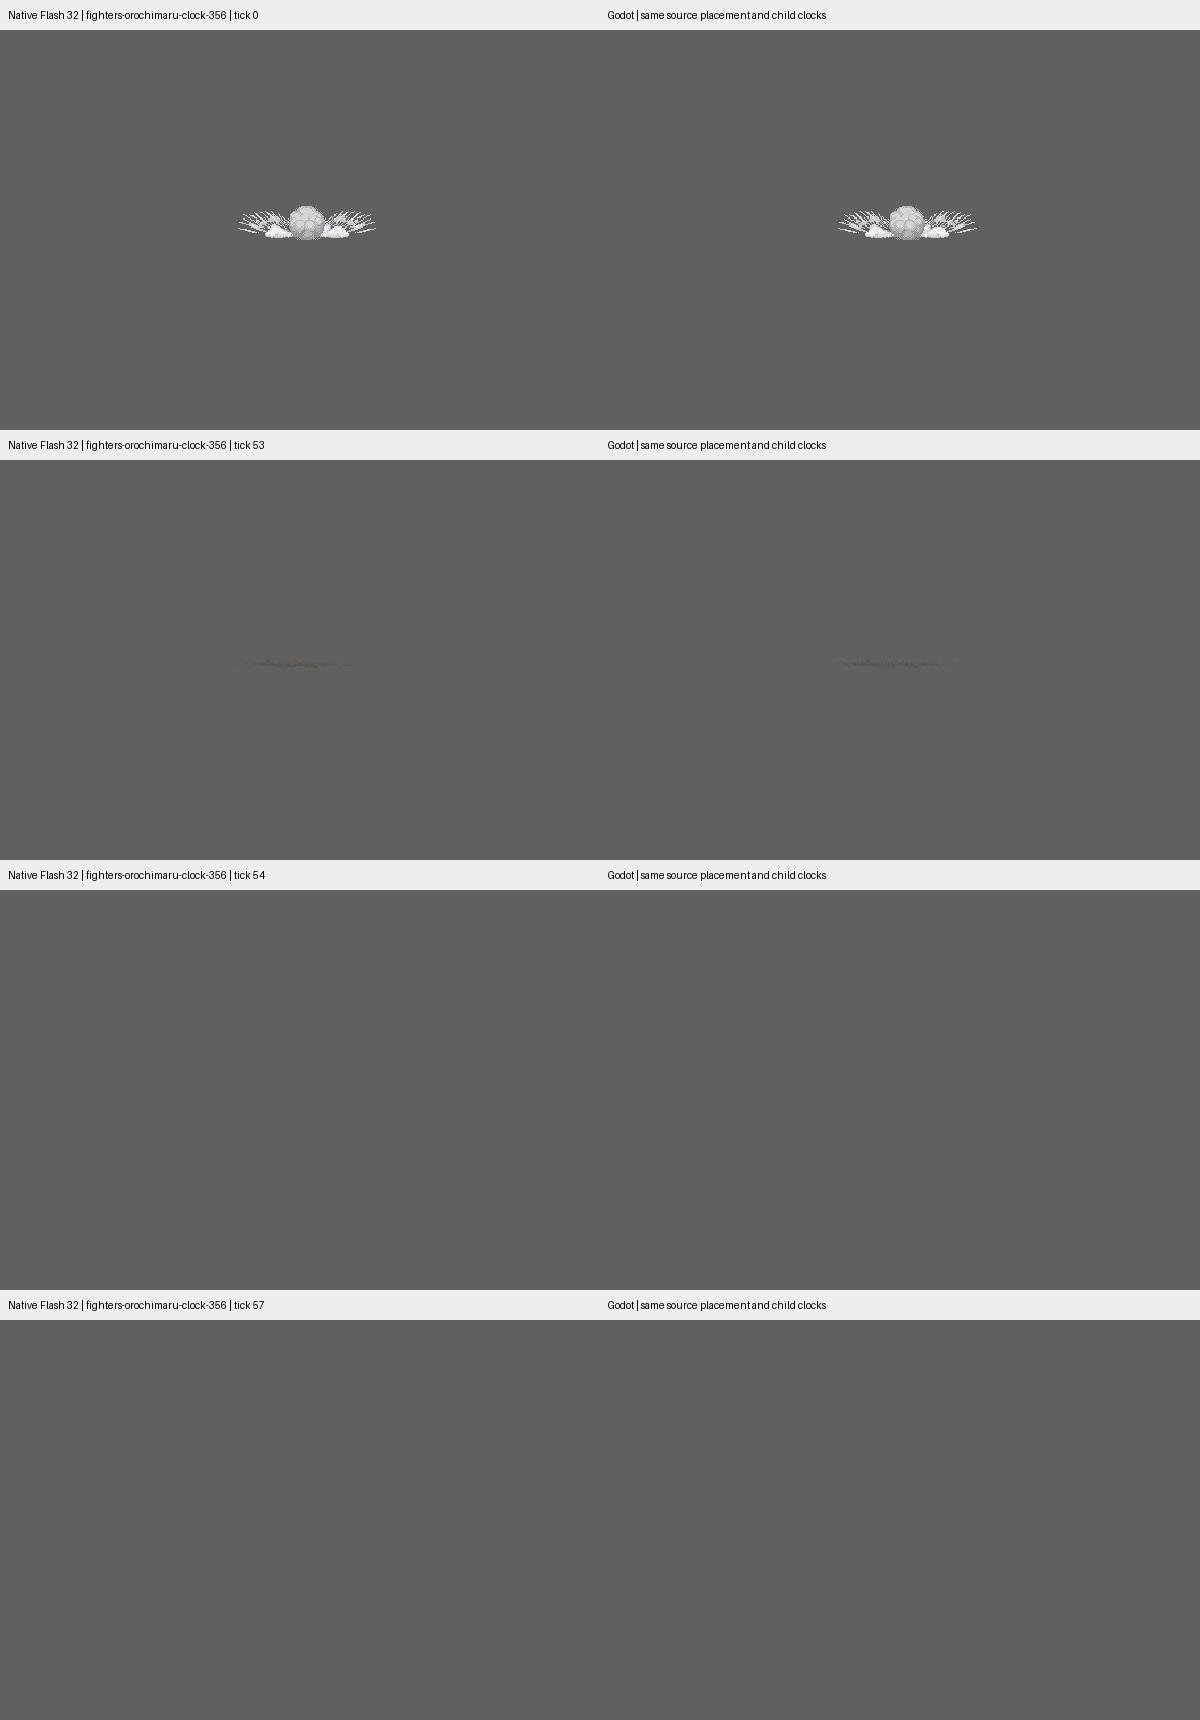 Native Flash 32 | fighters-orochimaru-clock-356 | tick 0
Godot | same source placement and child clocks
Native Flash 32 | fighters-orochimaru-clock-356 | tick 53
Godot | same source placement and child clocks
Native Flash 32 | fighters-orochimaru-clock-356 | tick 54
Godot | same source placement and child clocks
Native Flash 32 | fighters-orochimaru-clock-356 | tick 57
Godot | same source placement and child clocks